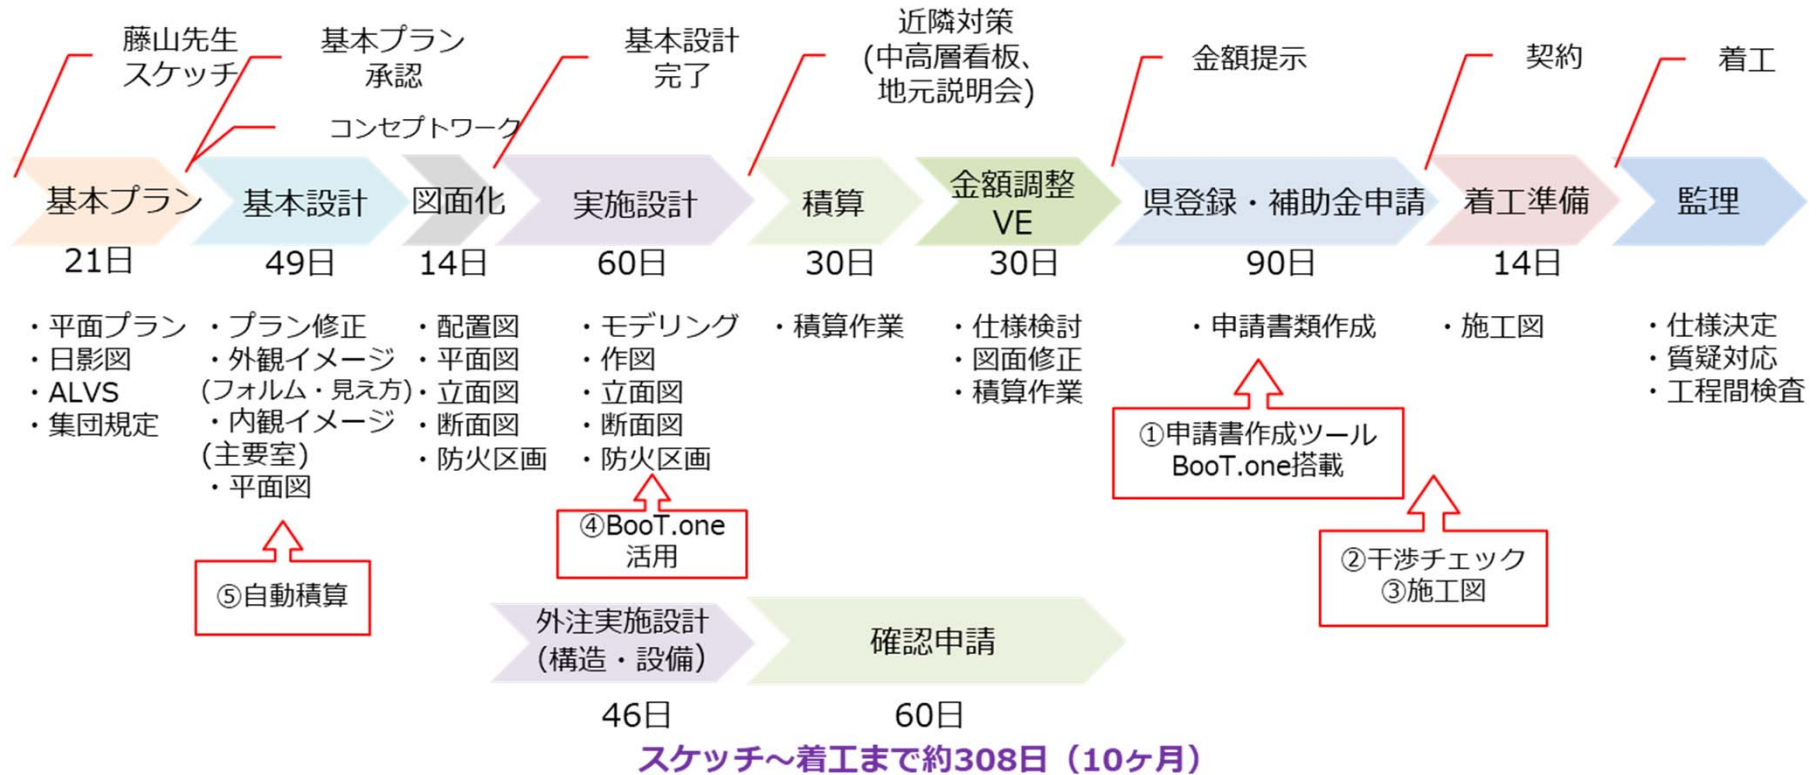 藤山先生
スケッチ
基本プラン
承認
コンセプトワーク
基本設計
完了
近隣対策
(中高層看板、
地元説明会)
金額提示
契約
着工
基本プラン
基本設計
図面化
実施設計
積算
金額調整
VE
県登録・補助金申請
着工準備
監理
21日
49日
14日
60日
30日
30日
90日
14日
・平面プラン
・日影図
・ALVS
・集団規定
・プラン修正
・外観イメージ
(フォルム・見え方)
・内観イメージ
(主要室)
・平面図
・配置図
・平面図
・立面図
・断面図
・防火区画
・モデリング
・作図
・立面図
・断面図
・防火区画
・積算作業
・仕様検討
・図面修正
・積算作業
・申請書類作成
・施工図
・仕様決定
・質疑対応
・工程間検査
①申請書作成ツール
BooT.one搭載
②干渉チェック
③施工図
④BooT.one
活用
⑤自動積算
外注実施設計
(構造・設備)
確認申請
46日
60日
スケッチ～着工まで約308日（10ヶ月）